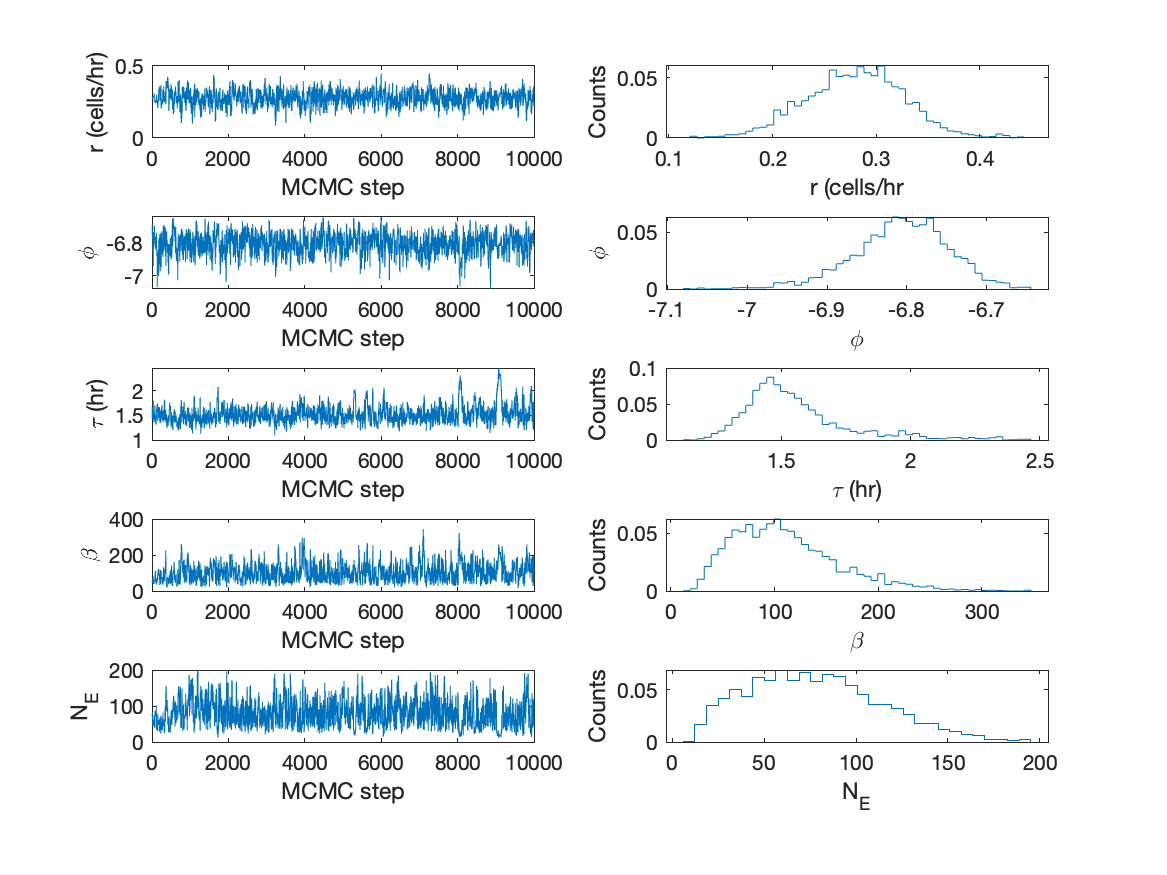 r (cells/hr)
0.5
0
0 2000 4000 6000 8000 10000
MCMC step
Counts
0.05
0
0.1 0.2 0.3 0.4
r (cells/hr
ϕ
-6.8
-7
0 2000 4000 6000 8000 10000
MCMC step
ϕ
0.05
0
-7.1 -7 -6.9 -6.8 -6.7
ϕ
τ (hr)
2
1.5
1
0 2000 4000 6000 8000 10000
MCMC step
Counts
0.1
0.05
0
1.5 2 2.5
τ (hr)
β
400
200
0
0 2000 4000 6000 8000 10000
MCMC step
Counts
0.05
0
0 100 200 300
β
N_E
200
100
0
0 2000 4000 6000 8000 10000
MCMC step
Counts
0.05
0
0 50 100 150 200
N_E